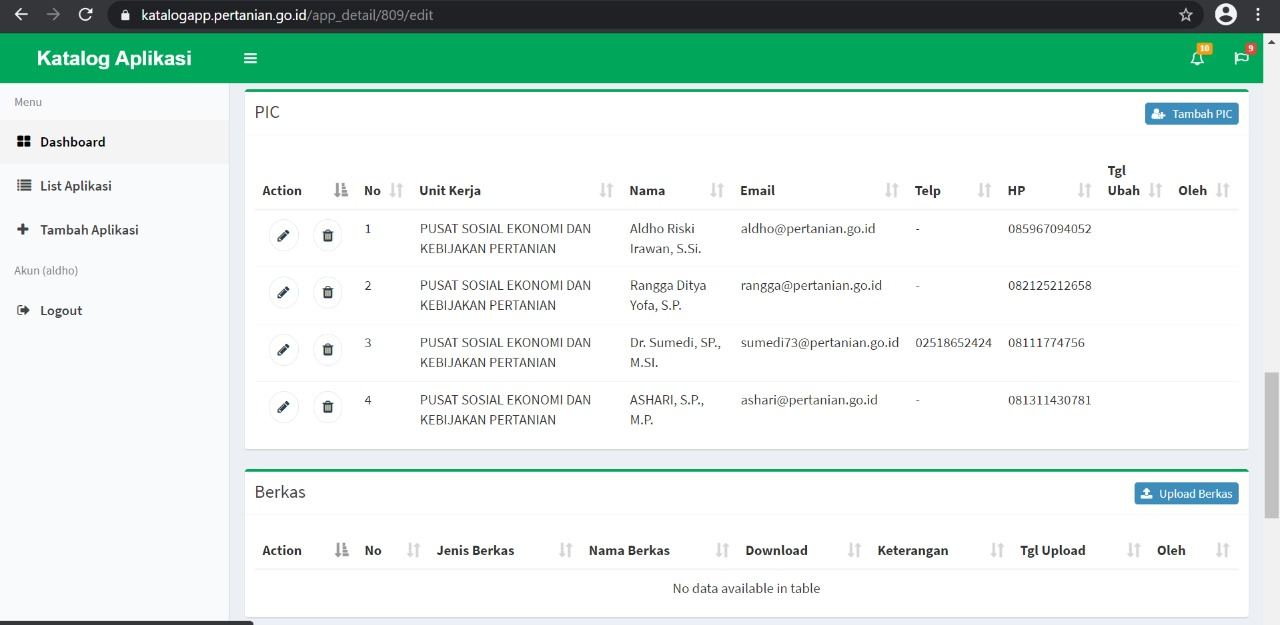 katalogapp.pertanian.go.id/app_detail/809/edit
Katalog Aplikasi
10
9
Menu
Dashboard
List Aplikasi
Tambah Aplikasi
Akun (aldho)
Logout
PIC
Tambah PIC
Action No Unit Kerja Nama Email Telp HP Tgl Ubah Oleh
1 PUSAT SOSIAL EKONOMI DAN Aldho Riski aldho@pertanian.go.id - 085967094052
KEBIJAKAN PERTANIAN Irawan, S.Si.
2 PUSAT SOSIAL EKONOMI DAN Rangga Ditya rangga@pertanian.go.id - 082125212658
KEBIJAKAN PERTANIAN Yofa, S.P.
3 PUSAT SOSIAL EKONOMI DAN Dr. Sumedi, SP., sumedi73@pertanian.go.id 02518652424 08111774756
KEBIJAKAN PERTANIAN M.SI.
4 PUSAT SOSIAL EKONOMI DAN ASHARI, S.P., ashari@pertanian.go.id - 081311430781
KEBIJAKAN PERTANIAN M.P.
Berkas
Upload Berkas
Action No Jenis Berkas Nama Berkas Download Keterangan Tgl Upload Oleh
No data available in table